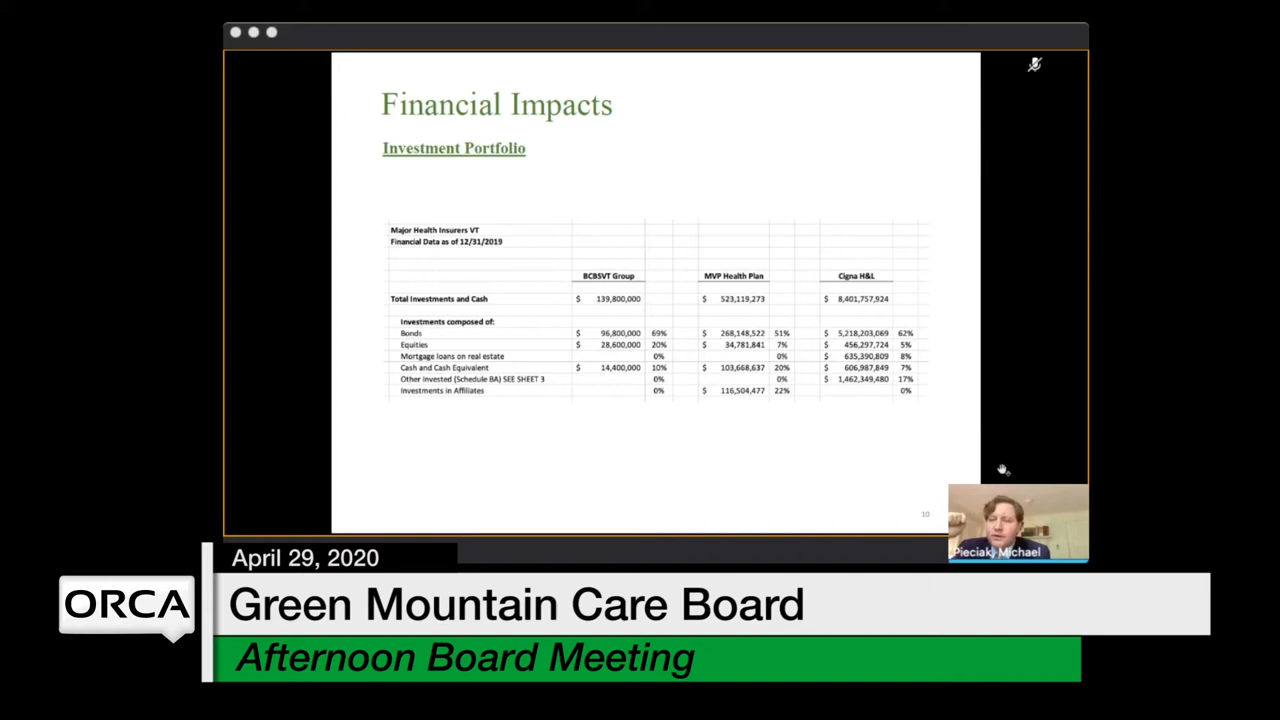 Financial Impacts
Investment Portfolio
Major Health Insurers VT
Financial Data as of 12/31/2019
BCBSVT Group MVP Health Plan Cigna H&L
Total Investments and Cash $ 139,800,000 $ 523,119,273 $ 8,401,757,924
Investments composed of:
Bonds $ 96,800,000 69% $ 268,148,522 51% $ 5,218,203,069 62%
Equities $ 28,600,000 20% $ 34,781,841 7% $ 456,297,724 5%
Mortgage loans on real estate 0% 0% $ 635,390,809 8%
Cash and Cash Equivalent $ 14,400,000 10% $ 103,668,637 20% $ 606,987,849 7%
Other Invested (Schedule BA) SEE SHEET 3 0% 0% $ 1,462,349,480 17%
Investments in Affiliates 0% $ 116,504,477 22% 0%
10
Pieciak, Michael
April 29, 2020
ORCA
Green Mountain Care Board
Afternoon Board Meeting